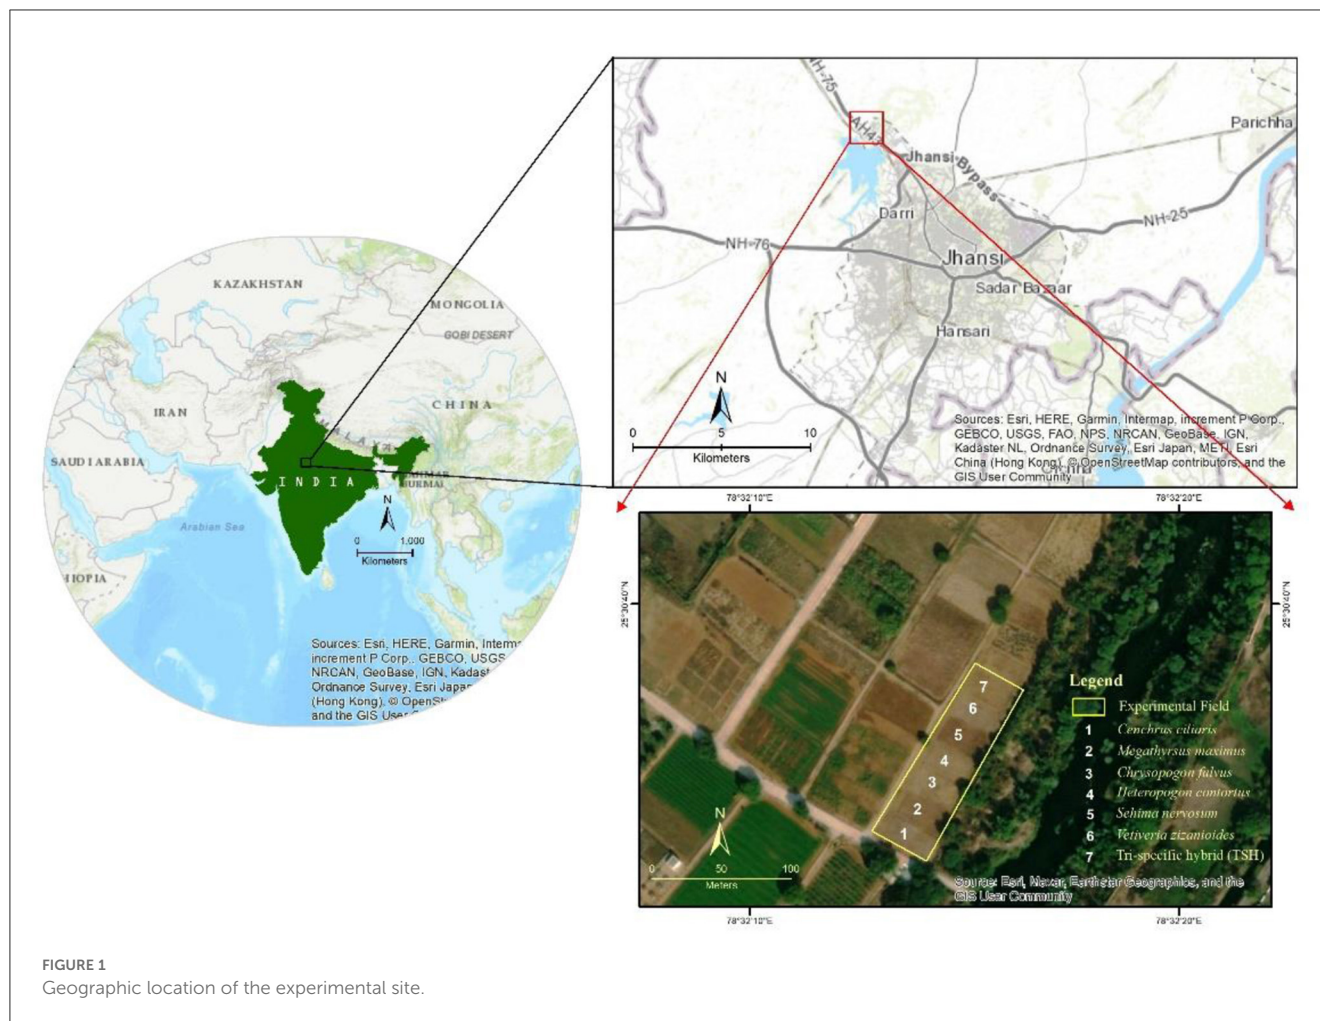 KAZAKHSTAN
MONGOLIA
GOBI DESERT
CHINA
IRAN
SAUDI ARABIA
INDIA
BURMA)
Arabian Sea
N
0 1,000
Kilometers
HIOPIA
Sources: Esri, HERE, Garmin, Interm
increment P Corp., GEBCO, USGS
NRCAN, GeoBase, IGN, Kadast
Ordnance Survey, Esri Japa
(Hong Kong), © OpenSt
and the GIS User C
NH-75
AH43
Parichha
Jhansi Bypass
Darri
NH-25
NH-76
Jhansi
Sadar Bazaar
Hansari
N
0 5 10
Kilometers
Sources: Esri, HERE, Garmin, Intermap, increment P Corp.,
GEBCO, USGS, FAO, NPS, NRCAN, GeoBase, IGN,
Kadaster NL, Ordnance Survey, Esri Japan, METI, Esri
China (Hong Kong), © OpenStreetMap contributors, and the
GIS User Community
78°32'10"E 78°32'20"E
25°30'40"N 25°30'40"N
7
6
5
4
3
2
1
Legend
Experimental Field
1 Cenchrus ciliaris
2 Megathyrsus maximus
3 Chrysopogon fulvus
4 Heteropogon contortus
5 Sehima nervosum
6 Vetiveria zizanioides
7 Tri-specific hybrid (TSH)
N
0 50 100
Meters
Source: Esri, Maxar, Earthstar Geographics, and the
GIS User Community
78°32'10"E 78°32'20"E
FIGURE 1
Geographic location of the experimental site.